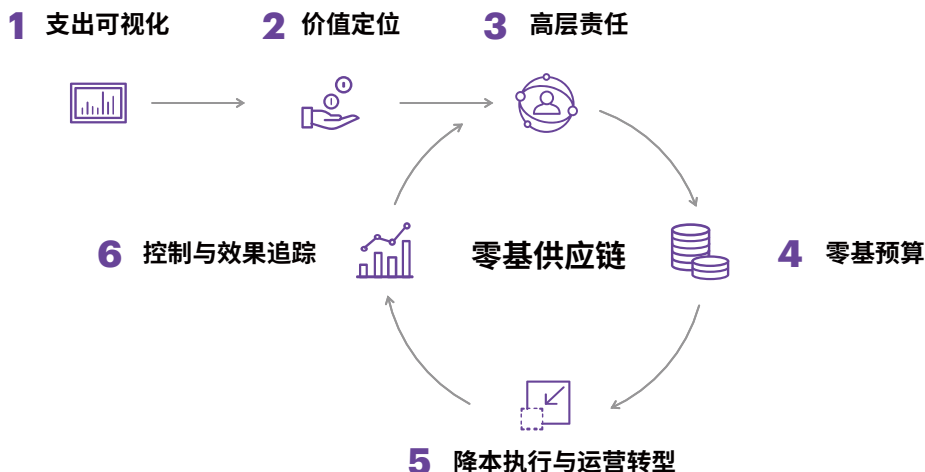 1 支出可视化
2 价值定位
3 高层责任
6 控制与效果追踪
零基供应链
4 零基预算
5 降本执行与运营转型